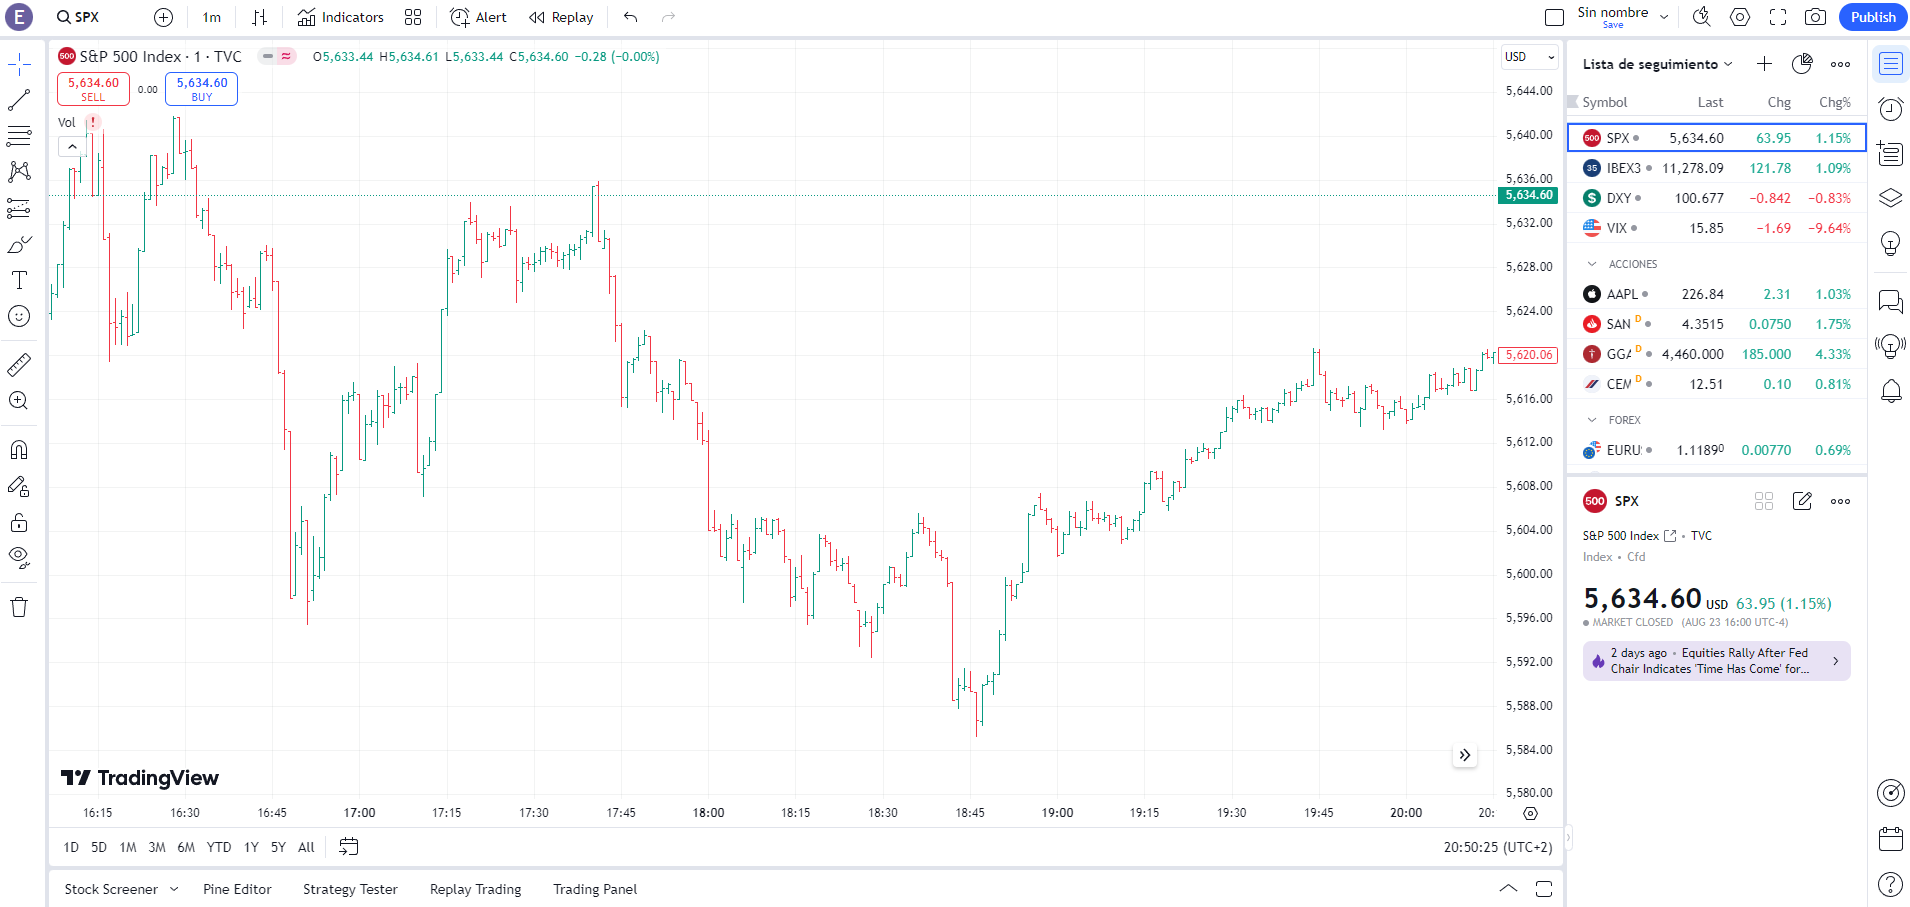 E
SPX
1m
Indicators
Alert
Replay
Sin nombre
Save
Publish
500 S&P 500 Index · 1 · TVC
O5,633.44 H5,634.61 L5,633.44 C5,634.60 −0.28 (−0.00%)
5,634.60
SELL
0.00
5,634.60
BUY
Vol !
USD
5,644.00
5,640.00
5,636.00
5,634.60
5,632.00
5,628.00
5,624.00
5,620.06
5,616.00
5,612.00
5,608.00
5,604.00
5,600.00
5,596.00
5,592.00
5,588.00
5,584.00
5,580.00
TradingView
16:15 16:30 16:45 17:00 17:15 17:30 17:45 18:00 18:15 18:30 18:45 19:00 19:15 19:30 19:45 20:00 20:
1D 5D 1M 3M 6M YTD 1Y 5Y All
20:50:25 (UTC+2)
Stock Screener Pine Editor Strategy Tester Replay Trading Trading Panel
Lista de seguimiento
Symbol Last Chg Chg%
500 SPX 5,634.60 63.95 1.15%
35 IBEX3 11,278.09 121.78 1.09%
$ DXY 100.677 −0.842 −0.83%
VIX 15.85 −1.69 −9.64%
ACCIONES
AAPL 226.84 2.31 1.03%
SAN D 4.3515 0.0750 1.75%
GGA D 4,460.000 185.000 4.33%
CEM D 12.51 0.10 0.81%
FOREX
EURU 1.11890 0.00770 0.69%
500 SPX
S&P 500 Index • TVC
Index • Cfd
5,634.60 USD 63.95 (1.15%)
MARKET CLOSED (AUG 23 16:00 UTC-4)
2 days ago • Equities Rally After Fed
Chair Indicates 'Time Has Come' for...